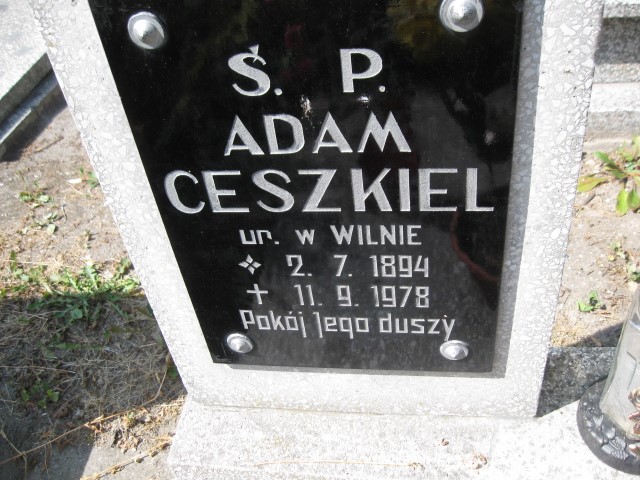 Ś. P.
ADAM
CESZKIEL
ur. w WILNIE
2. 7. 1894
11. 9. 1978
Pokój Jego duszy